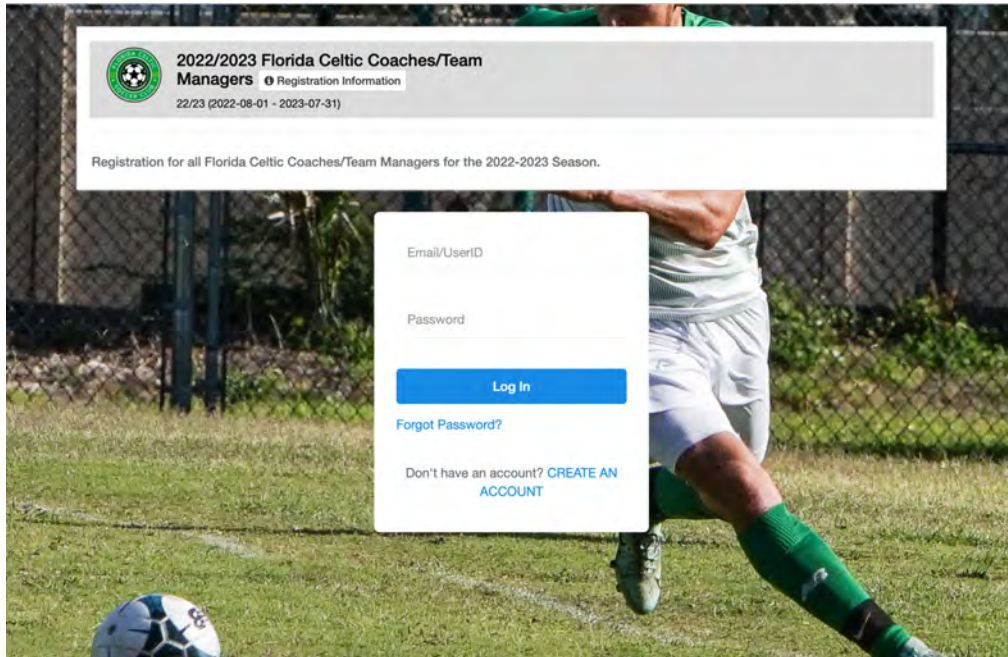 2022/2023 Florida Celtic Coaches/Team
Managers Registration Information
22/23 (2022-08-01 - 2023-07-31)
Registration for all Florida Celtic Coaches/Team Managers for the 2022-2023 Season.
Email/UserID
Password
Log In
Forgot Password?
Don't have an account? CREATE AN
ACCOUNT